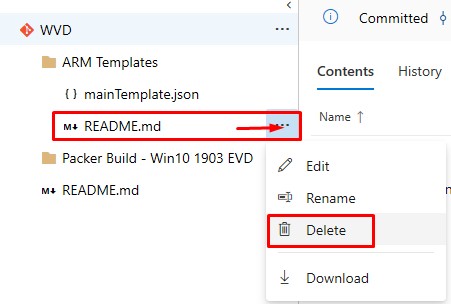 WVD ...
ARM Templates
{ } mainTemplate.json
M↓ README.md ...
Packer Build - Win10 1903 EVD
M↓ README.md
Committed
Contents History
Name ↑
Edit
Rename
Delete
Download